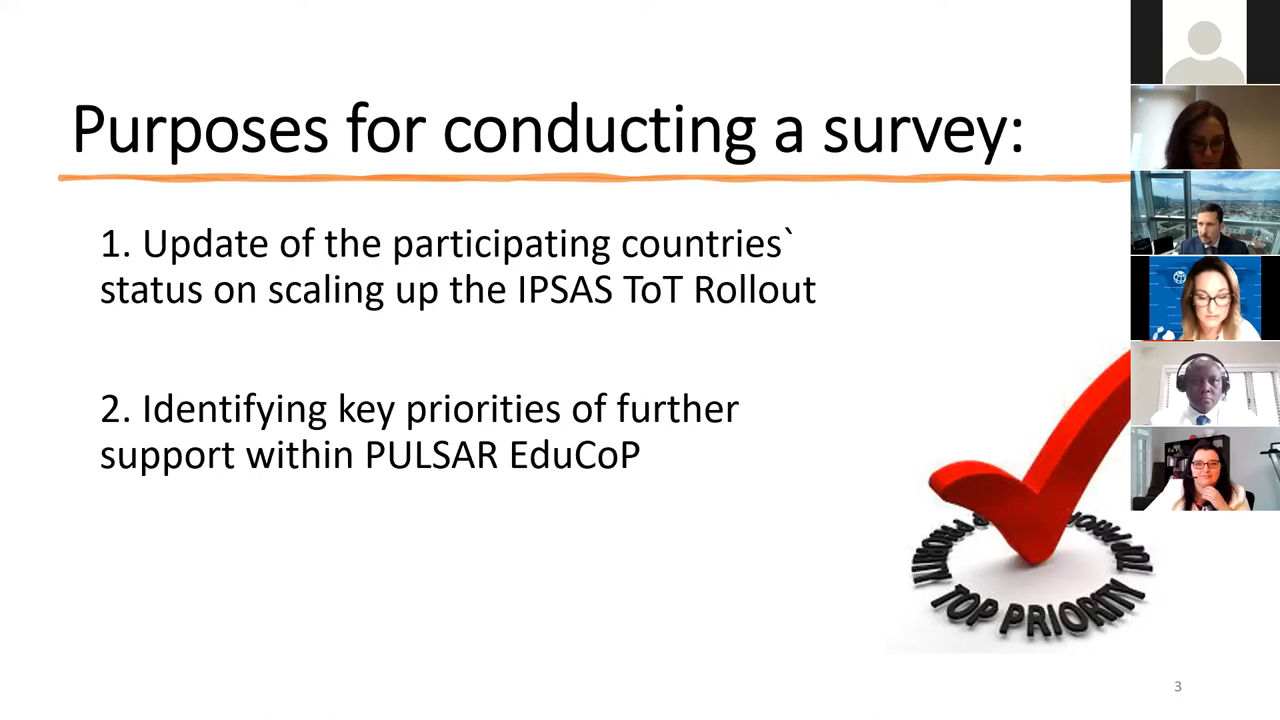 Purposes for conducting a survey:
1. Update of the participating countries`
status on scaling up the IPSAS ToT Rollout
2. Identifying key priorities of further
support within PULSAR EduCoP
TOP PRIORITY
3